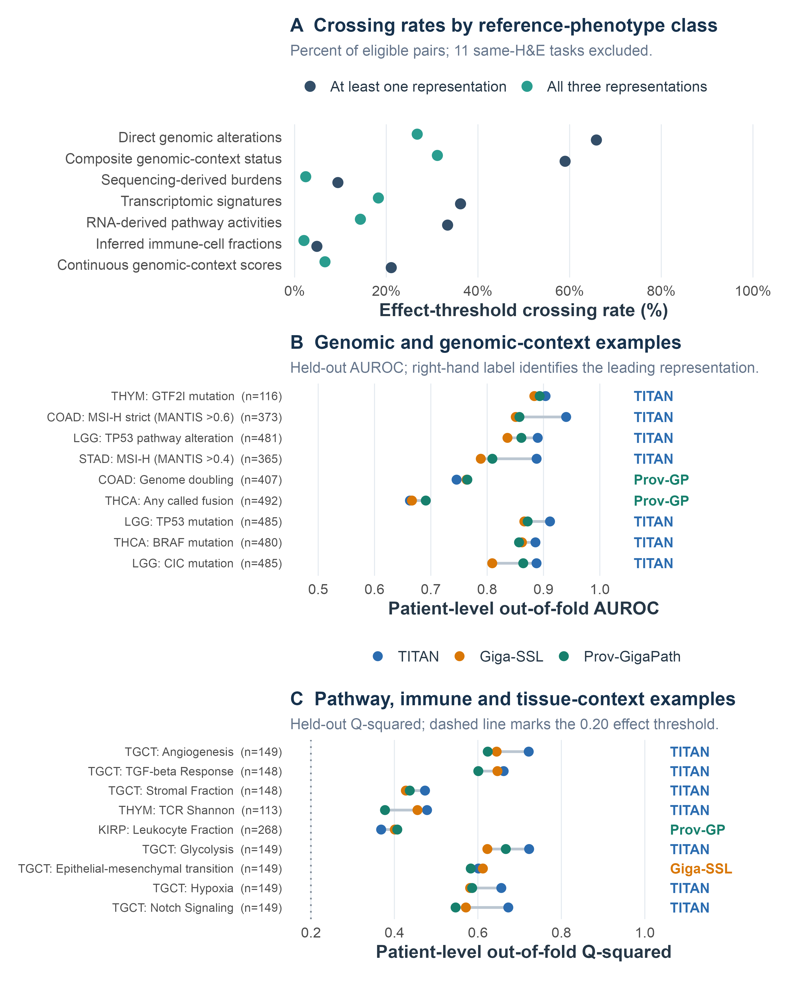 A Crossing rates by reference-phenotype class
Percent of eligible pairs; 11 same-H&E tasks excluded.
At least one representation All three representations
Direct genomic alterations
Composite genomic-context status
Sequencing-derived burdens
Transcriptomic signatures
RNA-derived pathway activities
Inferred immune-cell fractions
Continuous genomic-context scores
0% 20% 40% 60% 80% 100%
Effect-threshold crossing rate (%)
B Genomic and genomic-context examples
Held-out AUROC; right-hand label identifies the leading representation.
THYM: GTF2I mutation (n=116) TITAN
COAD: MSI-H strict (MANTIS >0.6) (n=373) TITAN
LGG: TP53 pathway alteration (n=481) TITAN
STAD: MSI-H (MANTIS >0.4) (n=365) TITAN
COAD: Genome doubling (n=407) Prov-GP
THCA: Any called fusion (n=492) Prov-GP
LGG: TP53 mutation (n=485) TITAN
THCA: BRAF mutation (n=480) TITAN
LGG: CIC mutation (n=485) TITAN
0.5 0.6 0.7 0.8 0.9 1.0
Patient-level out-of-fold AUROC
TITAN Giga-SSL Prov-GigaPath
C Pathway, immune and tissue-context examples
Held-out Q-squared; dashed line marks the 0.20 effect threshold.
TGCT: Angiogenesis (n=149) TITAN
TGCT: TGF-beta Response (n=148) TITAN
TGCT: Stromal Fraction (n=148) TITAN
THYM: TCR Shannon (n=113) TITAN
KIRP: Leukocyte Fraction (n=268) Prov-GP
TGCT: Glycolysis (n=149) TITAN
TGCT: Epithelial-mesenchymal transition (n=149) Giga-SSL
TGCT: Hypoxia (n=149) TITAN
TGCT: Notch Signaling (n=149) TITAN
0.2 0.4 0.6 0.8 1.0
Patient-level out-of-fold Q-squared